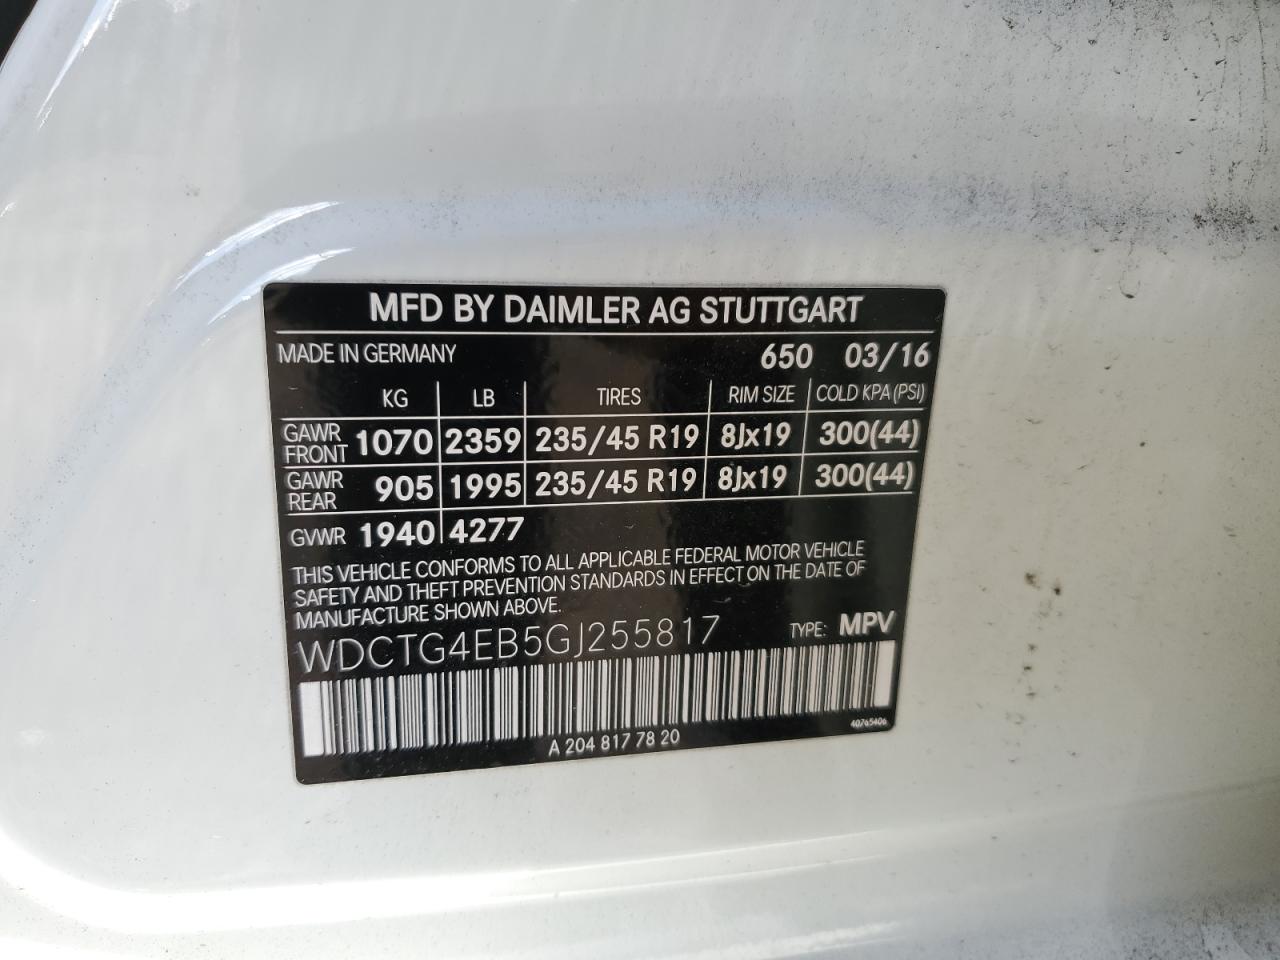 MFD BY DAIMLER AG STUTTGART
MADE IN GERMANY 650 03/16
KG LB TIRES RIM SIZE COLD KPA (PSI)
GAWR FRONT 1070 2359 235/45 R19 8Jx19 300(44)
GAWR REAR 905 1995 235/45 R19 8Jx19 300(44)
GVWR 1940 4277
THIS VEHICLE CONFORMS TO ALL APPLICABLE FEDERAL MOTOR VEHICLE
SAFETY AND THEFT PREVENTION STANDARDS IN EFFECT ON THE DATE OF
MANUFACTURE SHOWN ABOVE.
WDCTG4EB5GJ255817 TYPE: MPV
A 204 817 78 20 40765406